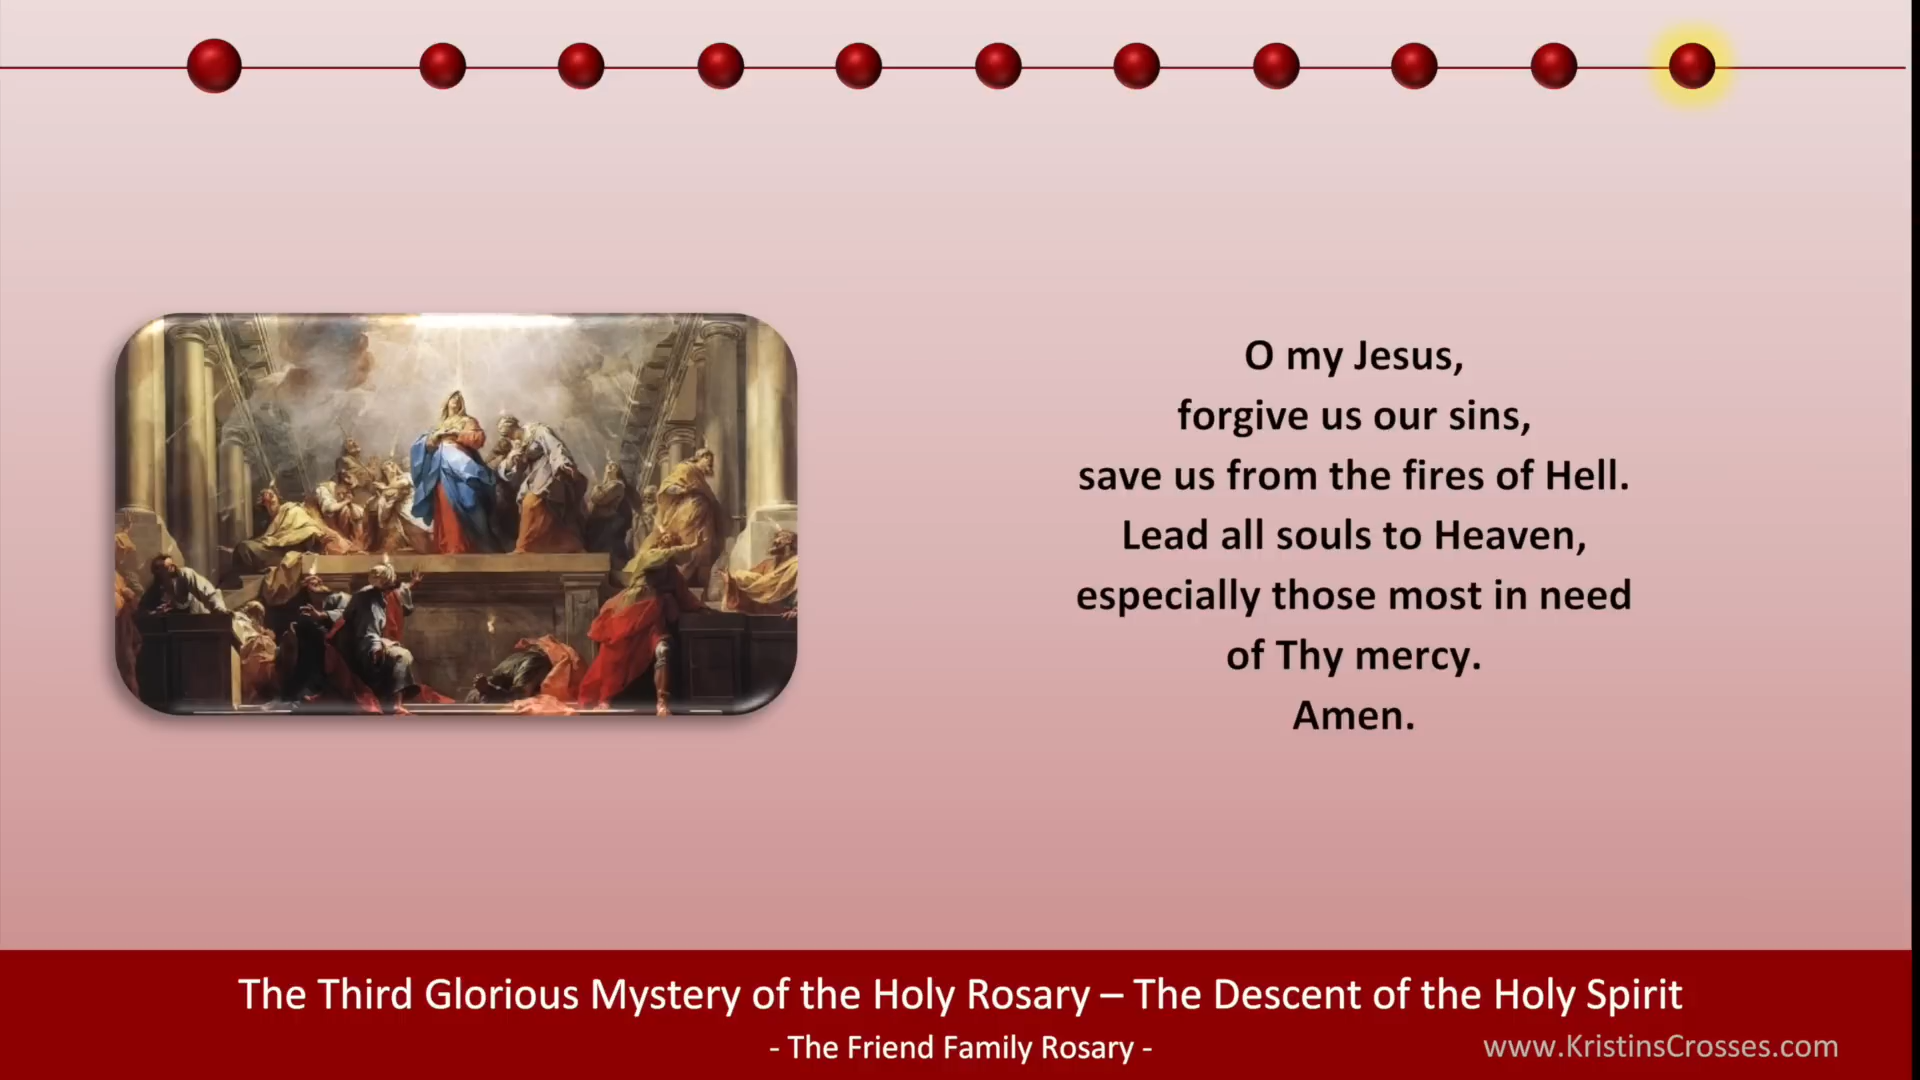 O my Jesus,
forgive us our sins,
save us from the fires of Hell.
Lead all souls to Heaven,
especially those most in need
of Thy mercy.
Amen.
The Third Glorious Mystery of the Holy Rosary – The Descent of the Holy Spirit
- The Friend Family Rosary -
www.KristinsCrosses.com